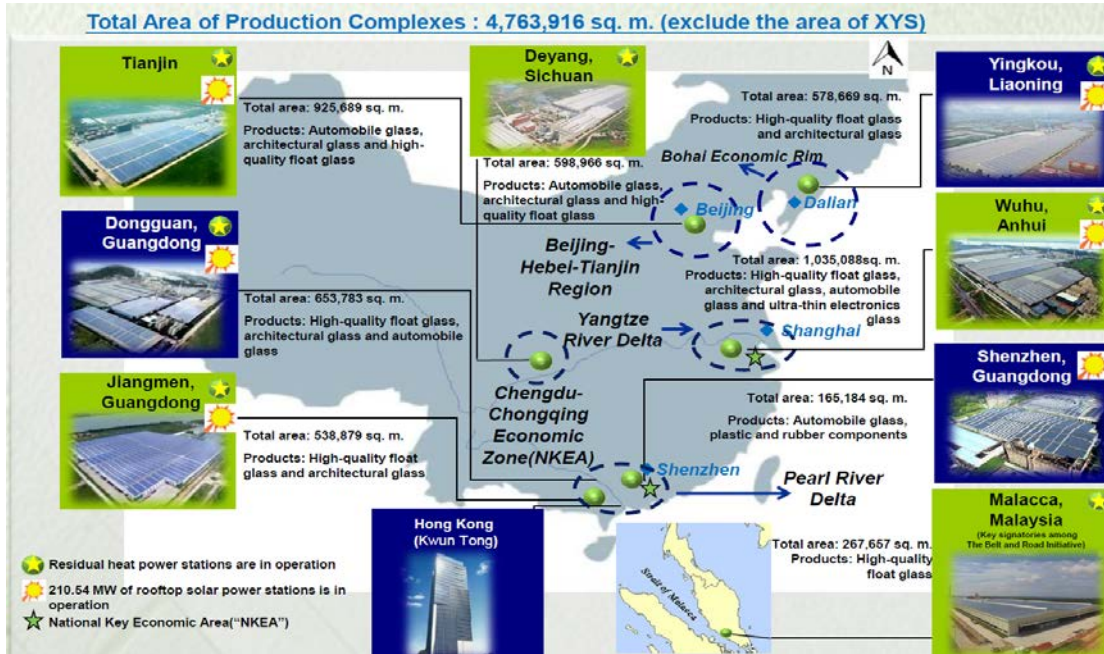 Total Area of Production Complexes : 4,763,916 sq. m. (exclude the area of XYS)
Tianjin
Total area: 925,689 sq. m.
Products: Automobile glass,
architectural glass and high-
quality float glass
Deyang,
Sichuan
Total area: 598,966 sq. m.
Products: Automobile glass,
architectural glass and high-
quality float glass
N
Total area: 578,669 sq. m.
Products: High-quality float glass
and architectural glass
Yingkou,
Liaoning
Bohai Economic Rim
Beijing
Dalian
Beijing-
Hebei-Tianjin
Region
Dongguan,
Guangdong
Total area: 653,783 sq. m.
Products: High-quality float glass,
architectural glass and automobile
glass
Wuhu,
Anhui
Total area: 1,035,088sq. m.
Products: High-quality float glass,
architectural glass, automobile
glass and ultra-thin electronics
glass
Yangtze
River Delta
Shanghai
Chengdu-
Chongqing
Economic
Zone(NKEA)
Shenzhen,
Guangdong
Total area: 165,184 sq. m.
Products: Automobile glass,
plastic and rubber components
Jiangmen,
Guangdong
Total area: 538,879 sq. m.
Products: High-quality float
glass and architectural glass
Shenzhen
Pearl River
Delta
Hong Kong
(Kwun Tong)
Strait of Malacca
Total area: 267,657 sq. m.
Products: High-quality
float glass
Malacca,
Malaysia
(Key signatories among
The Belt and Road Initiative)
Residual heat power stations are in operation
210.54 MW of rooftop solar power stations is in
operation
National Key Economic Area("NKEA")